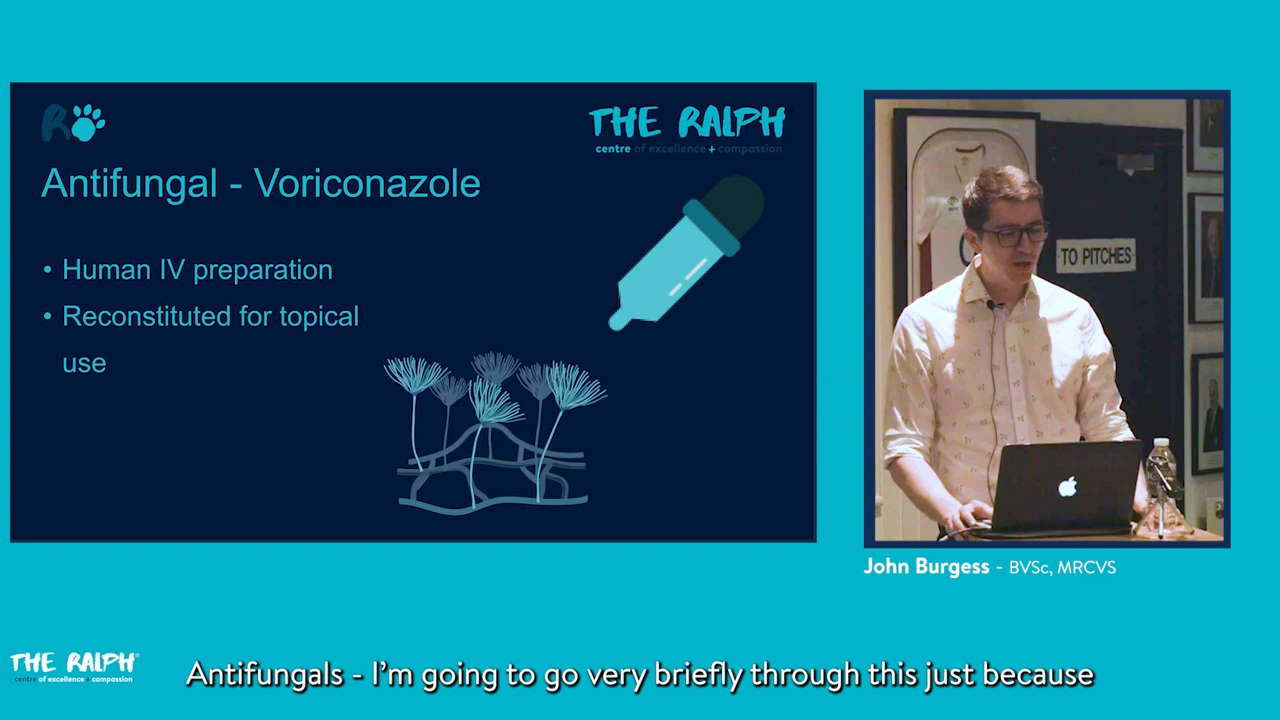 R
THE RALPH
centre of excellence + compassion
Antifungal - Voriconazole
• Human IV preparation
• Reconstituted for topical
use
TO PITCHES
John Burgess - BVSc, MRCVS
THE RALPH®
centre of excellence + compassion
Antifungals - I'm going to go very briefly through this just because